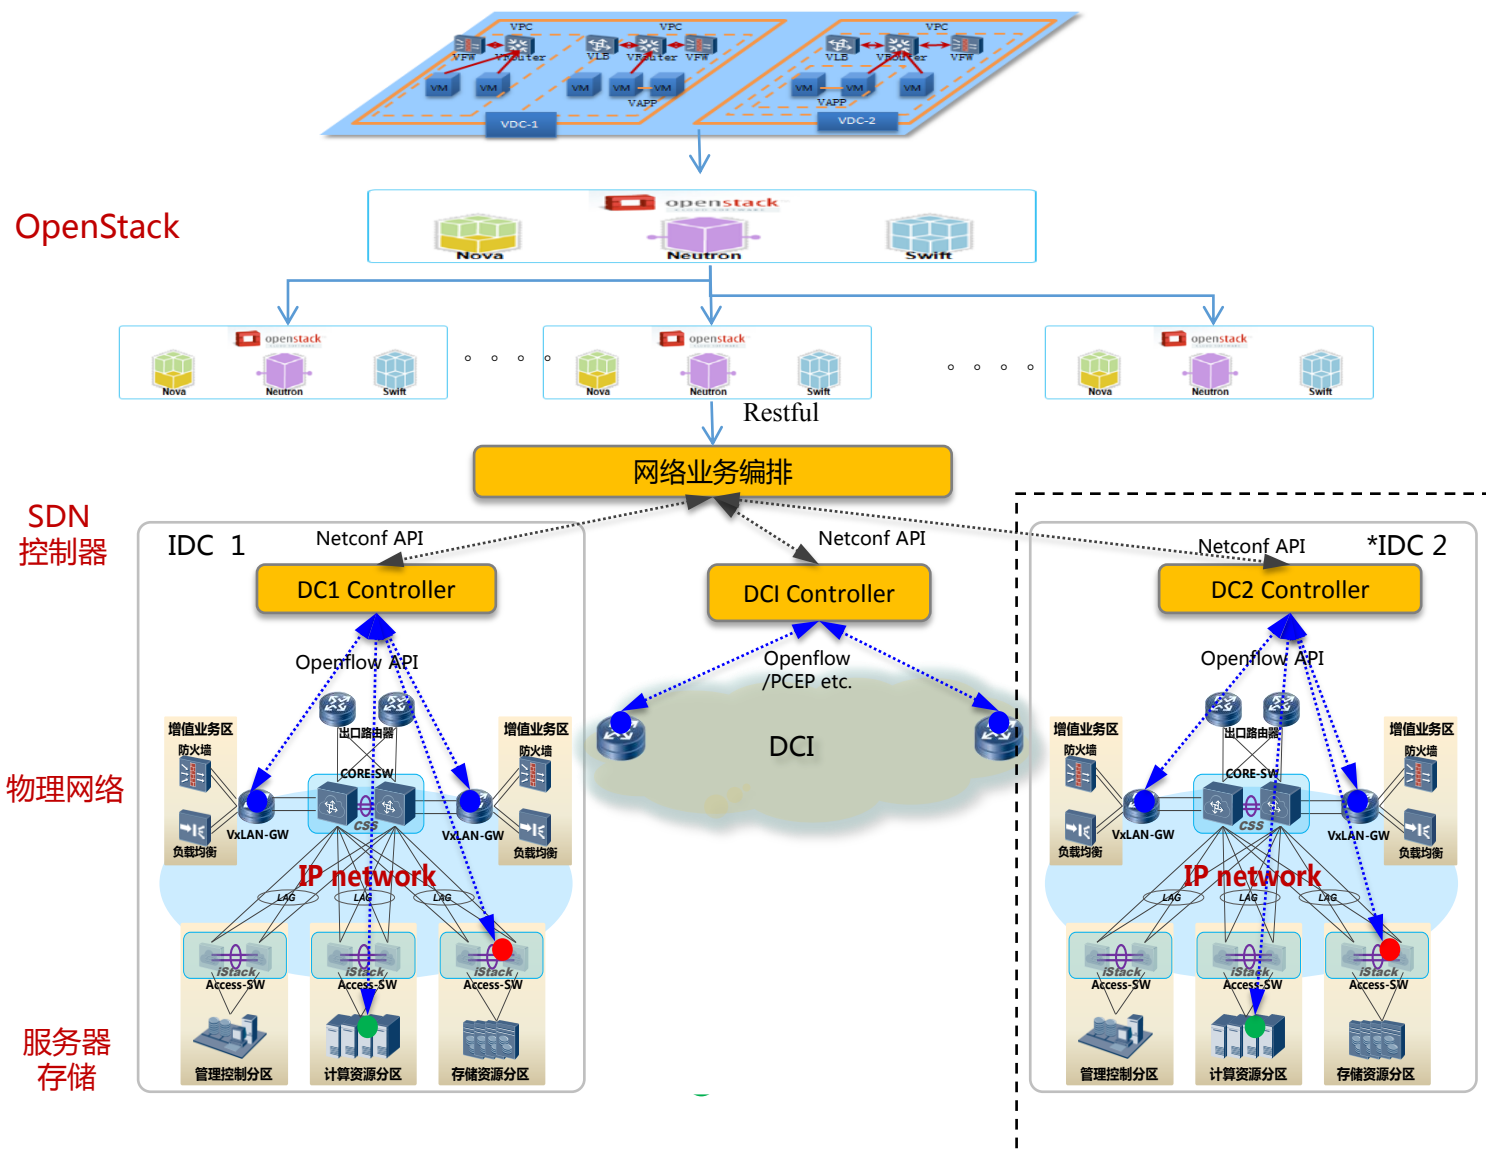 VPC
VPC
VPC
VFW
VRouter
VLB
VRouter
VFW
VLB
VRouter
VFW
VM
VM
VM
VM
VM
VM
VM
VM
VAPP
VAPP
VDC-1
VDC-2
OpenStack
openstack
CLOUD SOFTWARE
Nova
Neutron
Swift
openstack
Nova
Neutron
Swift
。。。。
openstack
Nova
Neutron
Swift
。。。。
openstack
Nova
Neutron
Swift
Restful
网络业务编排
SDN
控制器
IDC 1
Netconf API
Netconf API
Netconf API
*IDC 2
DC1 Controller
DCI Controller
DC2 Controller
Openflow API
Openflow
/PCEP etc.
Openflow API
物理网络
增值业务区
防火墙
负载均衡
出口路由器
CORE-SW
CSS
VxLAN-GW
VxLAN-GW
增值业务区
防火墙
负载均衡
IP network
LAG
LAG
LAG
DCI
增值业务区
防火墙
负载均衡
出口路由器
CORE-SW
CSS
VxLAN-GW
VxLAN-GW
增值业务区
防火墙
负载均衡
IP network
LAG
LAG
LAG
iStack
iStack
iStack
Access-SW
Access-SW
Access-SW
iStack
iStack
iStack
Access-SW
Access-SW
Access-SW
服务器
存储
管理控制分区
计算资源分区
存储资源分区
管理控制分区
计算资源分区
存储资源分区